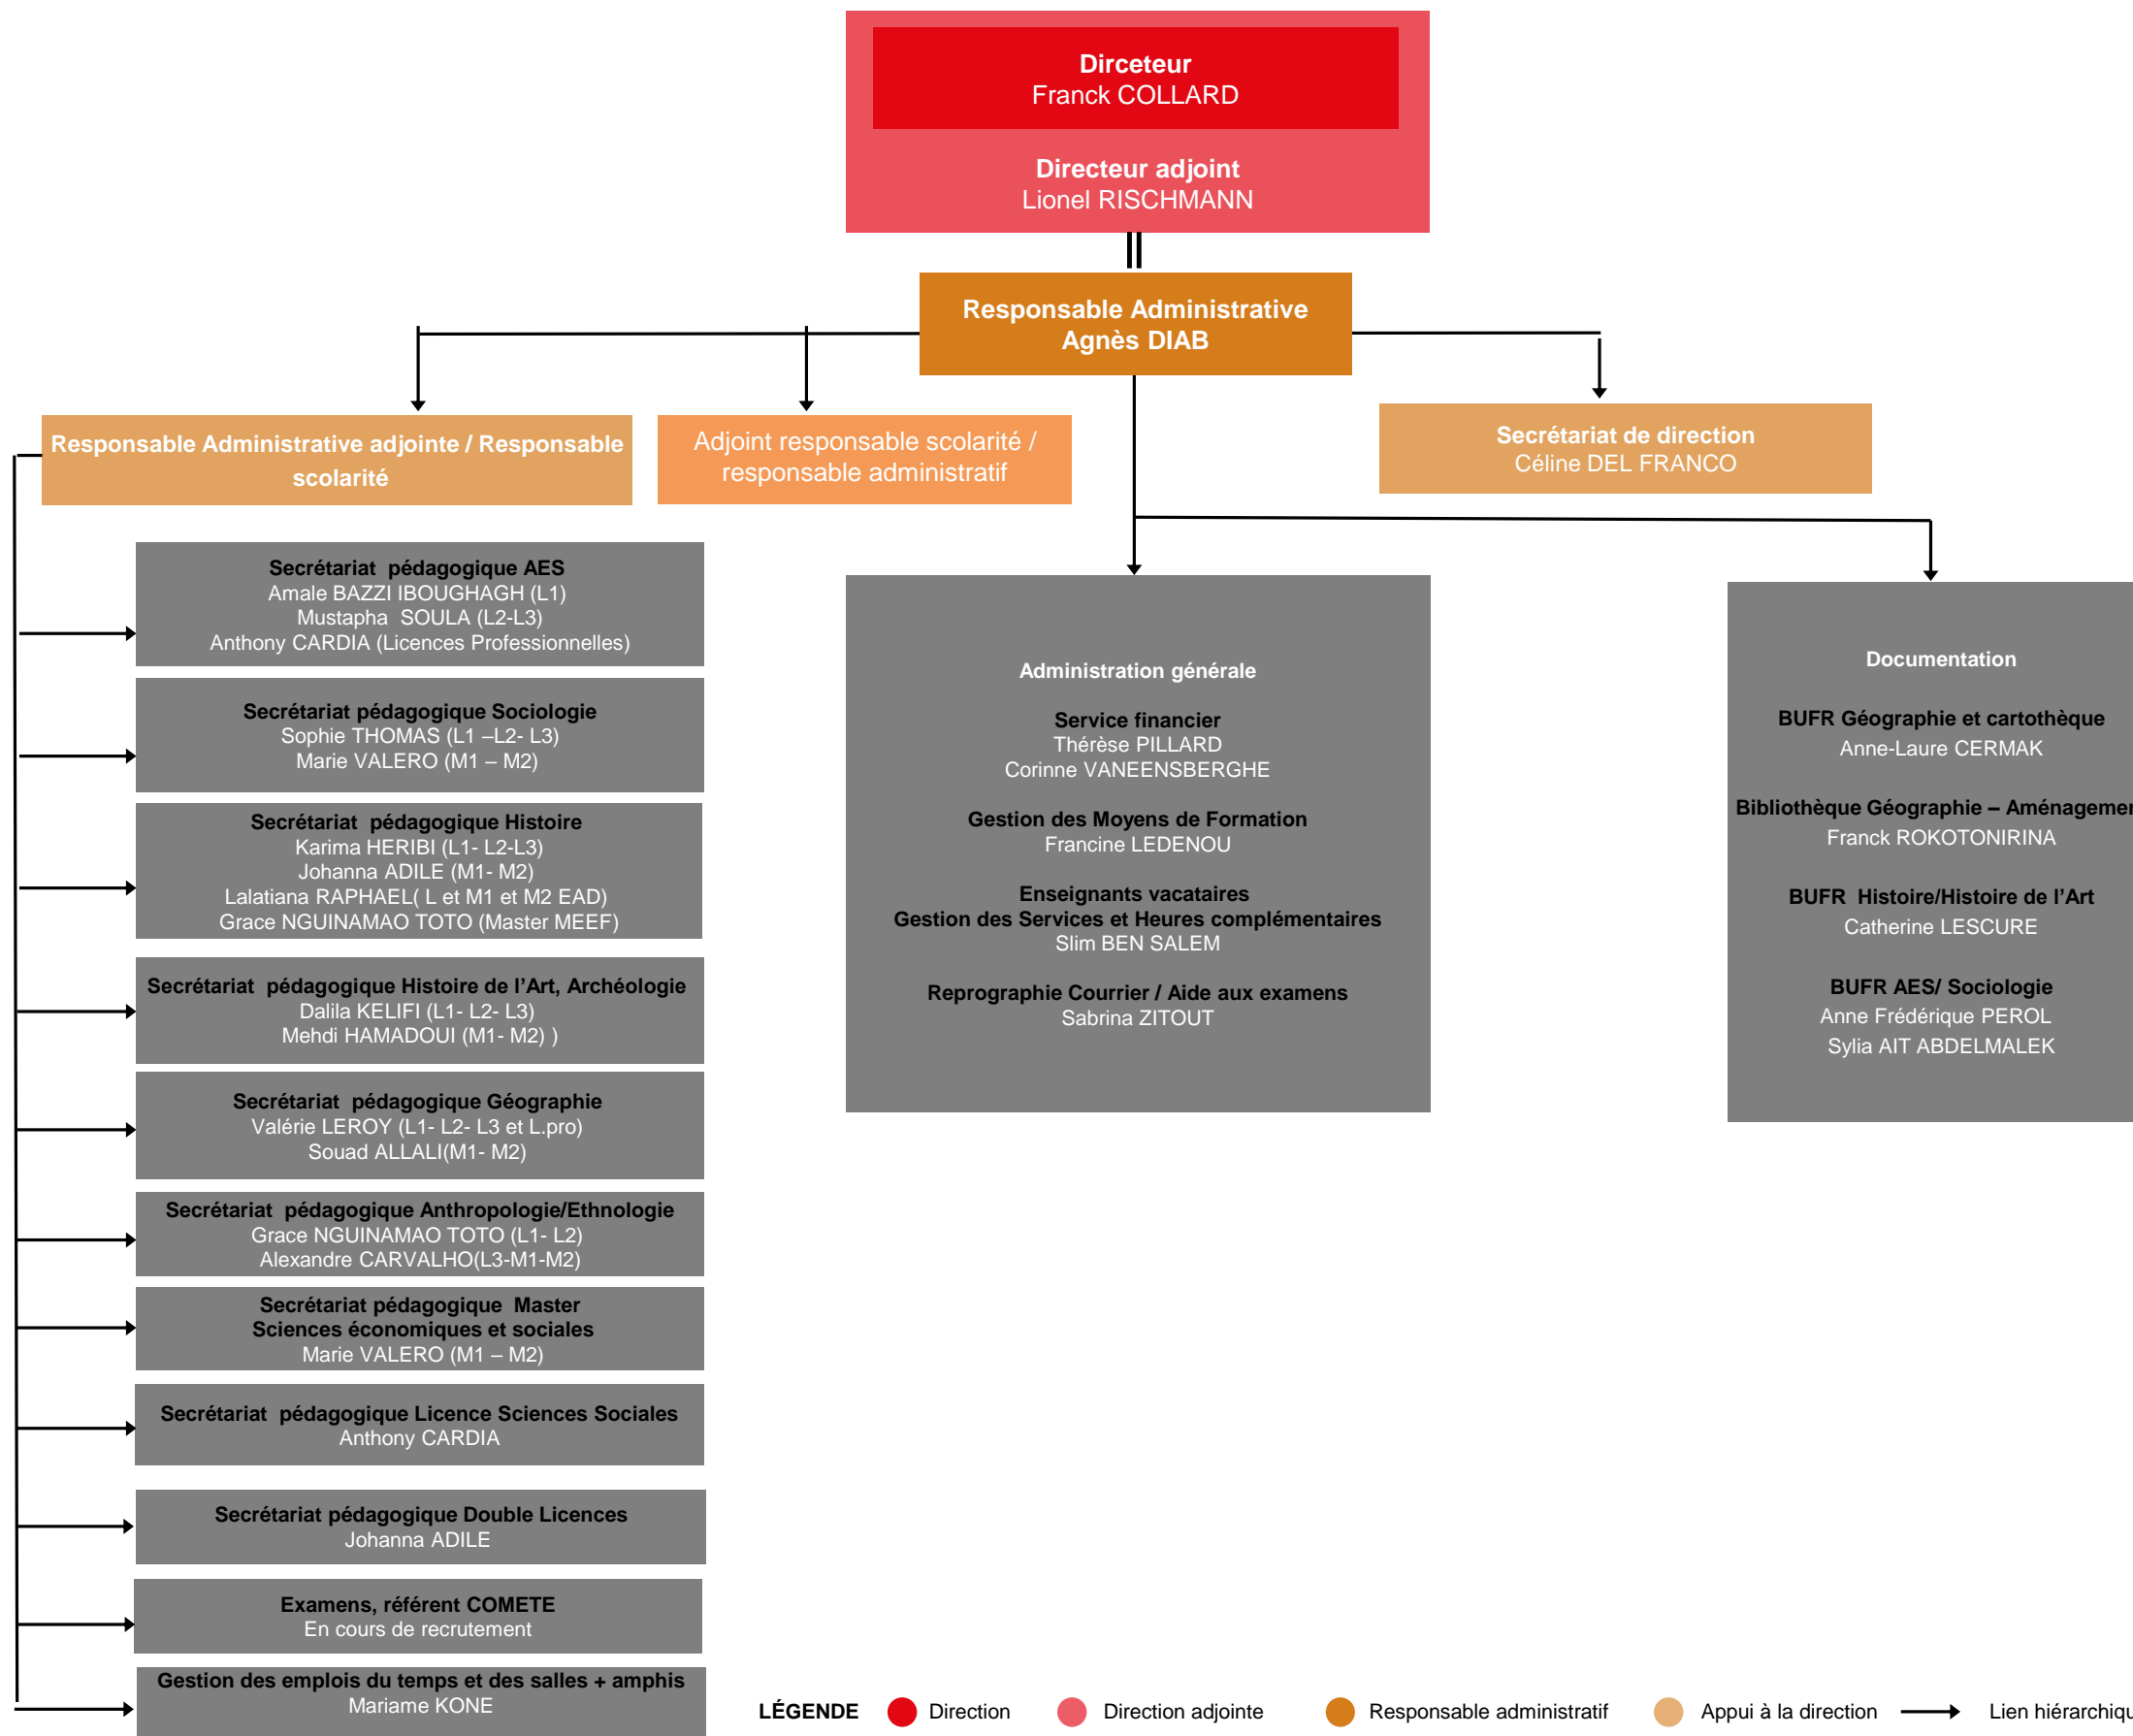 Dirceteur
Franck COLLARD
Directeur adjoint
Lionel RISCHMANN
Responsable Administrative
Agnès DIAB
Responsable Administrative adjointe / Responsable
scolarité
Adjoint responsable scolarité /
responsable administratif
Secrétariat de direction
Céline DEL FRANCO
Secrétariat pédagogique AES
Amale BAZZI IBOUGHAGH (L1)
Mustapha SOULA (L2-L3)
Anthony CARDIA (Licences Professionnelles)
Secrétariat pédagogique Sociologie
Sophie THOMAS (L1 –L2- L3)
Marie VALERO (M1 – M2)
Secrétariat pédagogique Histoire
Karima HERIBI (L1- L2-L3)
Johanna ADILE (M1- M2)
Lalatiana RAPHAEL( L et M1 et M2 EAD)
Grace NGUINAMAO TOTO (Master MEEF)
Secrétariat pédagogique Histoire de l’Art, Archéologie
Dalila KELIFI (L1- L2- L3)
Mehdi HAMADOUI (M1- M2) )
Secrétariat pédagogique Géographie
Valérie LEROY (L1- L2- L3 et L.pro)
Souad ALLALI(M1- M2)
Secrétariat pédagogique Anthropologie/Ethnologie
Grace NGUINAMAO TOTO (L1- L2)
Alexandre CARVALHO(L3-M1-M2)
Secrétariat pédagogique Master
Sciences économiques et sociales
Marie VALERO (M1 – M2)
Secrétariat pédagogique Licence Sciences Sociales
Anthony CARDIA
Secrétariat pédagogique Double Licences
Johanna ADILE
Examens, référent COMETE
En cours de recrutement
Gestion des emplois du temps et des salles + amphis
Mariame KONE
Administration générale
Service financier
Thérèse PILLARD
Corinne VANEENSBERGHE
Gestion des Moyens de Formation
Francine LEDENOU
Enseignants vacataires
Gestion des Services et Heures complémentaires
Slim BEN SALEM
Reprographie Courrier / Aide aux examens
Sabrina ZITOUT
Documentation
BUFR Géographie et cartothèque
Anne-Laure CERMAK
Bibliothèque Géographie –
Franck ROKOTONIRINA
BUFR Histoire/Histoire de l’Art
Catherine LESCURE
BUFR AES/ Sociologie
Anne Frédérique PEROL
Sylia AIT ABDELMALEK
LÉGENDE
Direction
Direction adjointe
Responsable administratif
Appui à la direction
Lien